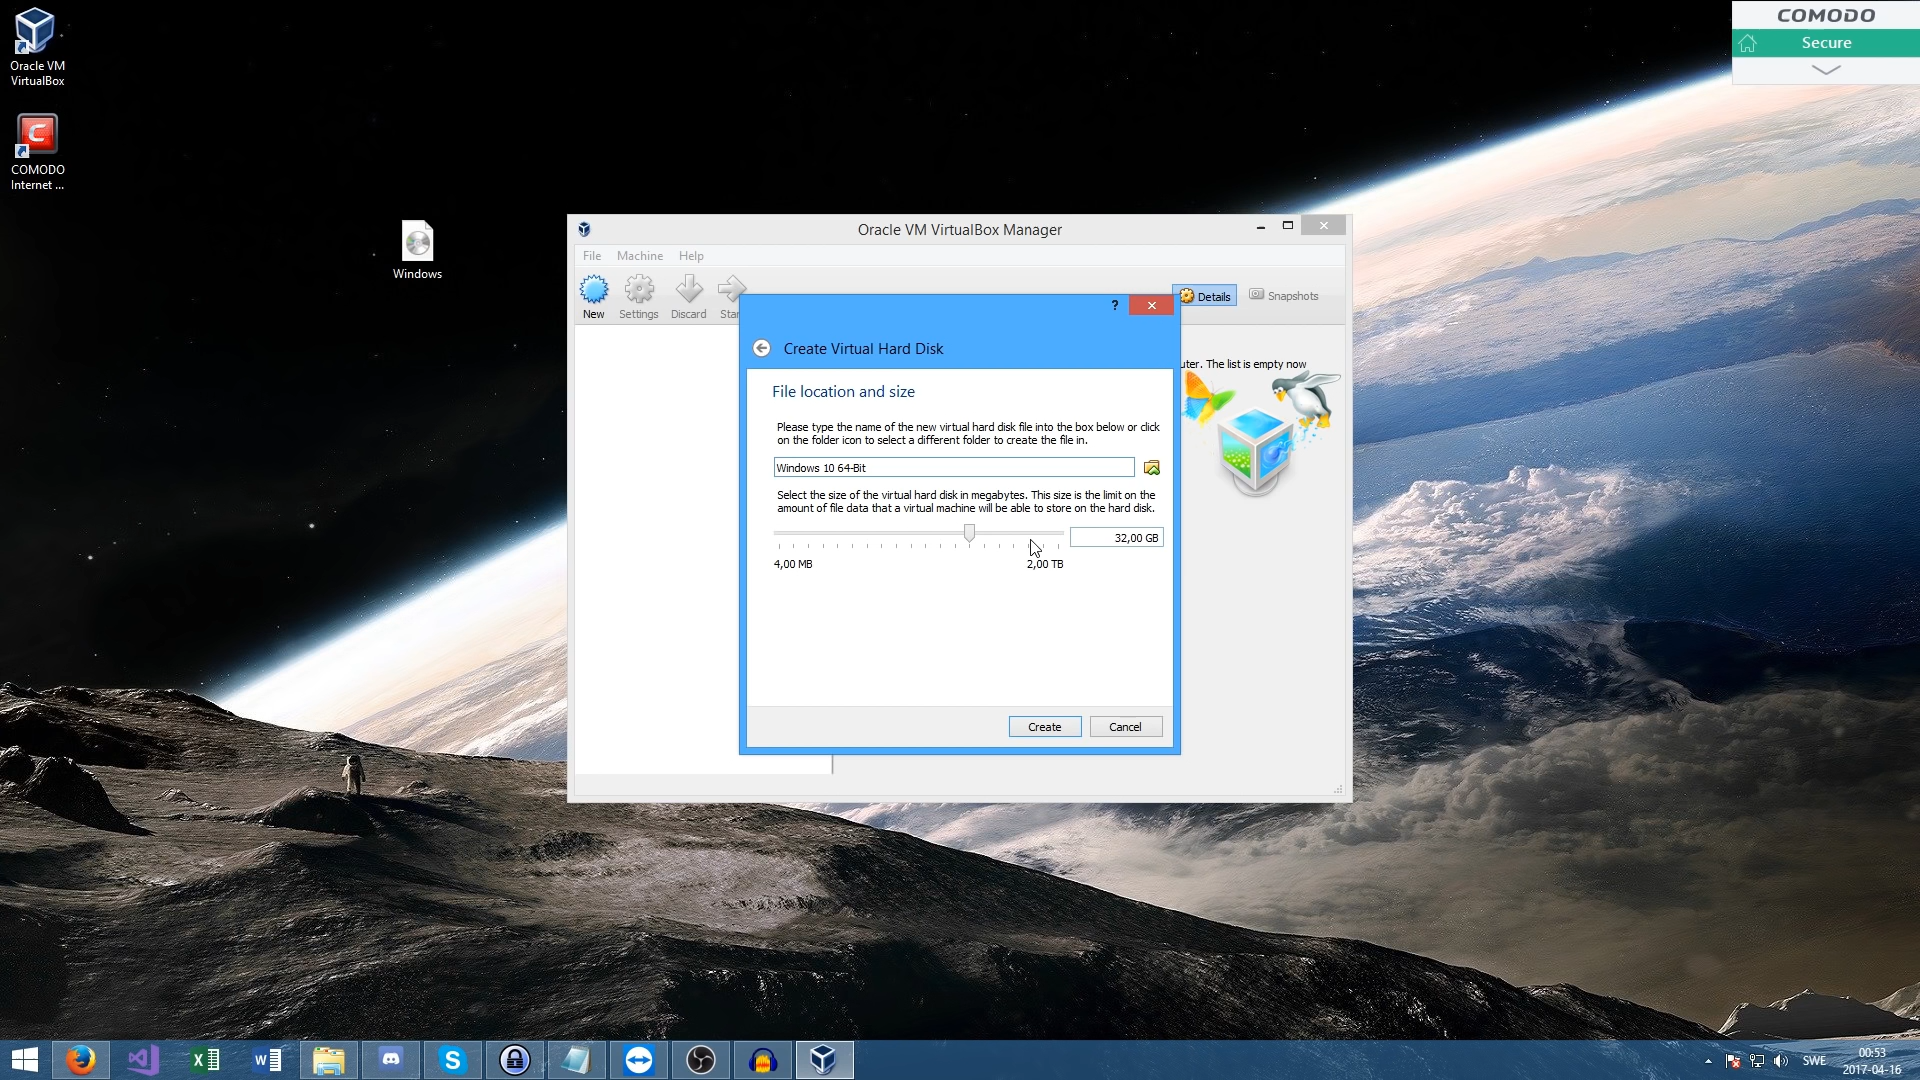 Oracle VM
VirtualBox
COMODO
Internet ...
Windows
COMODO
Secure
Oracle VM VirtualBox Manager
File Machine Help
New Settings Discard Star
Details Snapshots
uter. The list is empty now
?
Create Virtual Hard Disk
File location and size
Please type the name of the new virtual hard disk file into the box below or click
on the folder icon to select a different folder to create the file in.
Windows 10 64-Bit
Select the size of the virtual hard disk in megabytes. This size is the limit on the
amount of file data that a virtual machine will be able to store on the hard disk.
32,00 GB
4,00 MB 2,00 TB
Create Cancel
SWE
00:53
2017-04-16